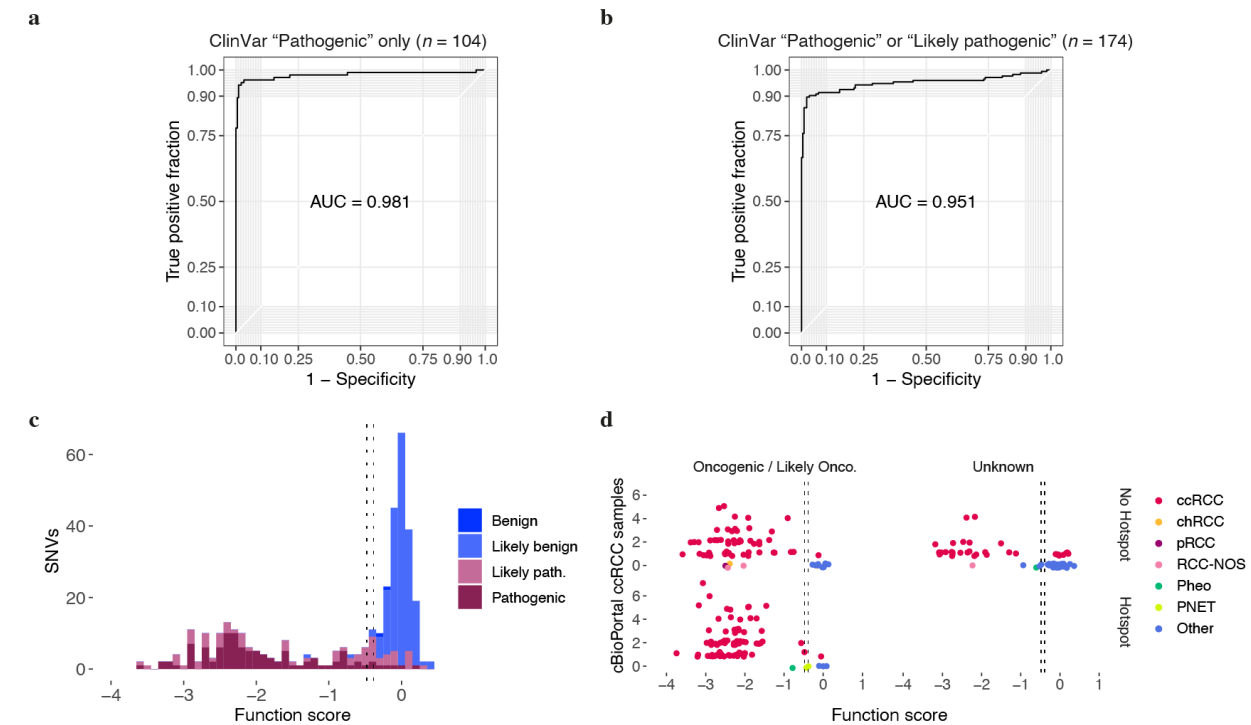 a
ClinVar “Pathogenic” only (n = 104)
1.00
0.90
0.75
0.50
0.25
0.10
0.00
True positive fraction
AUC = 0.981
0.0 0.10 0.25 0.50 0.75 0.90 1.0
1 − Specificity
b
ClinVar “Pathogenic” or “Likely pathogenic” (n = 174)
1.00
0.90
0.75
0.50
0.25
0.10
0.00
True positive fraction
AUC = 0.951
0.0 0.10 0.25 0.50 0.75 0.90 1.0
1 − Specificity
c
60
40
20
0
SNVs
−4 −3 −2 −1 0
Function score
Benign
Likely benign
Likely path.
Pathogenic
d
Oncogenic / Likely Onco.
Unknown
cBioPortal ccRCC samples
6
4
2
0
6
4
2
0
No Hotspot
Hotspot
−4 −3 −2 −1 0 1
−4 −3 −2 −1 0 1
Function score
ccRCC
chRCC
pRCC
RCC-NOS
Pheo
PNET
Other